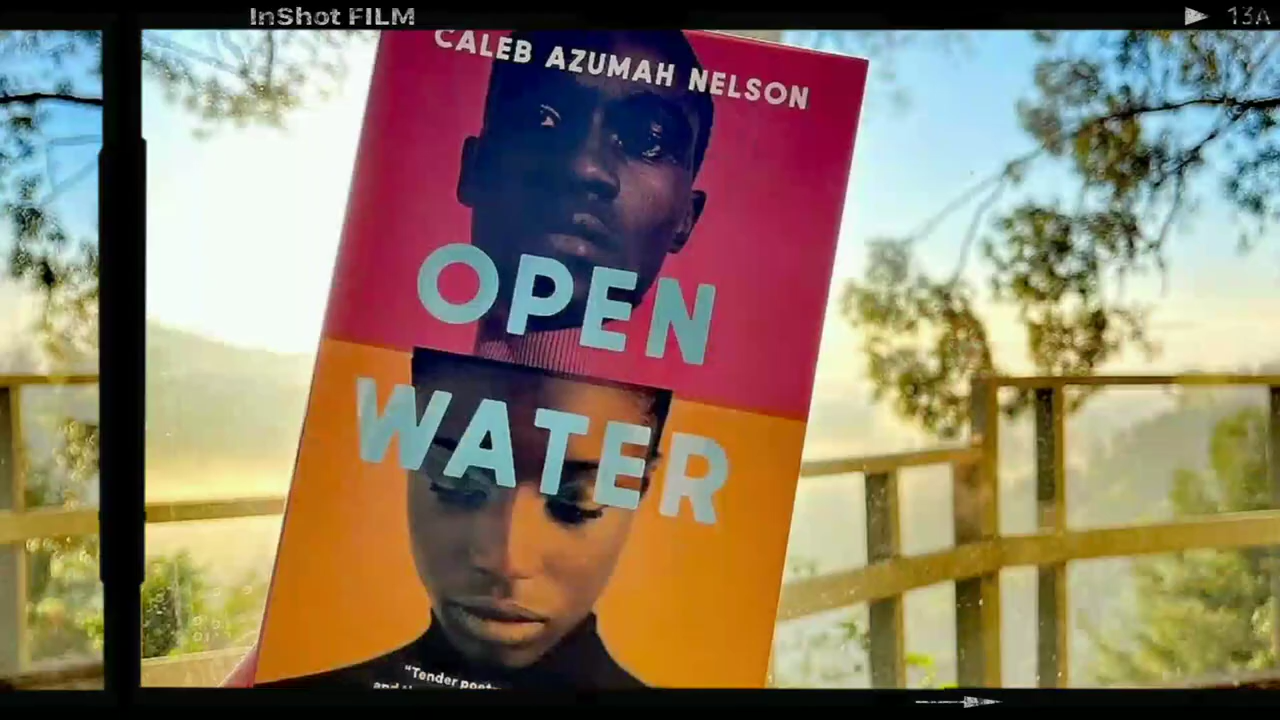 InShot FILM
13A
CALEB AZUMAH NELSON
OPEN
WATER
“Tender